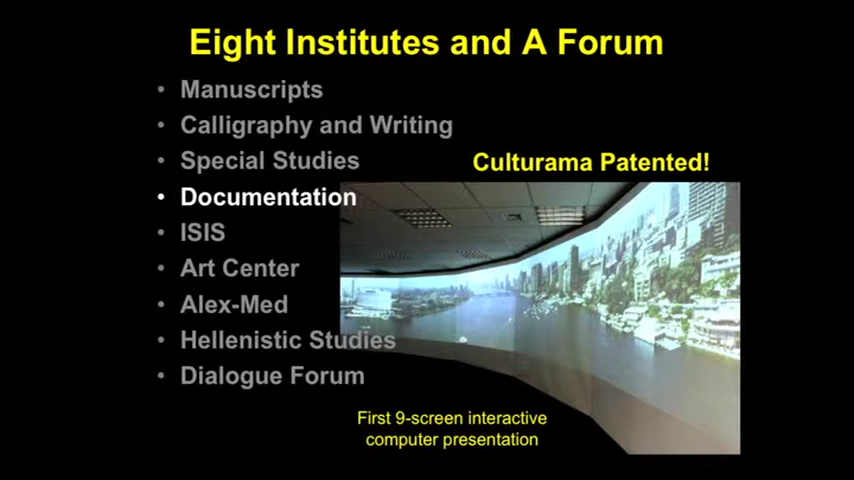 Eight Institutes and A Forum
• Manuscripts
• Calligraphy and Writing
• Special Studies
• Documentation
• ISIS
• Art Center
• Alex-Med
• Hellenistic Studies
• Dialogue Forum
Culturama Patented!
First 9-screen interactive
computer presentation